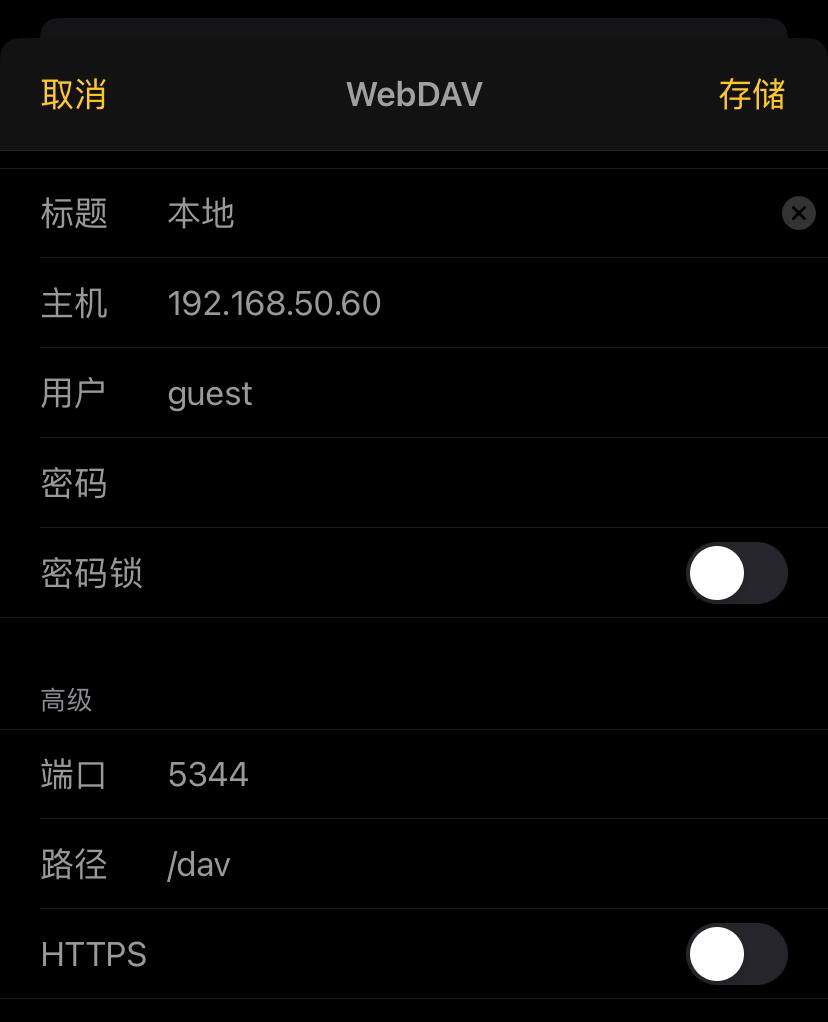 取消 WebDAV 存储
标题 本地
主机 192.168.50.60
用户 guest
密码
密码锁
高级
端口 5344
路径 /dav
HTTPS